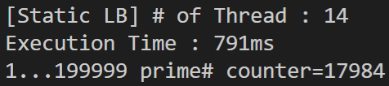 [Static LB] # of Thread : 14
Execution Time : 791ms
1...199999 prime# counter=17984